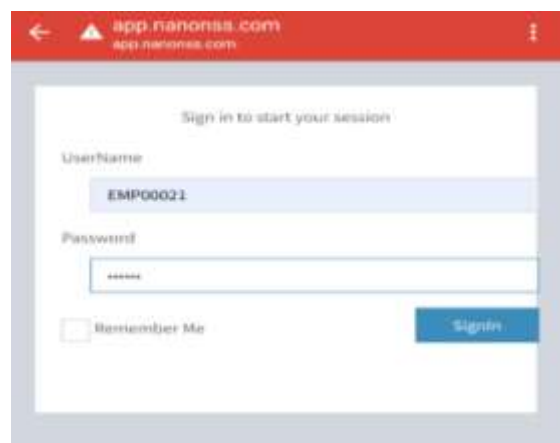 app.nanonss.com
app.nanonss.com
Sign in to start your session
UserName
EMP00021
Password
••••••
Remember Me
SignIn